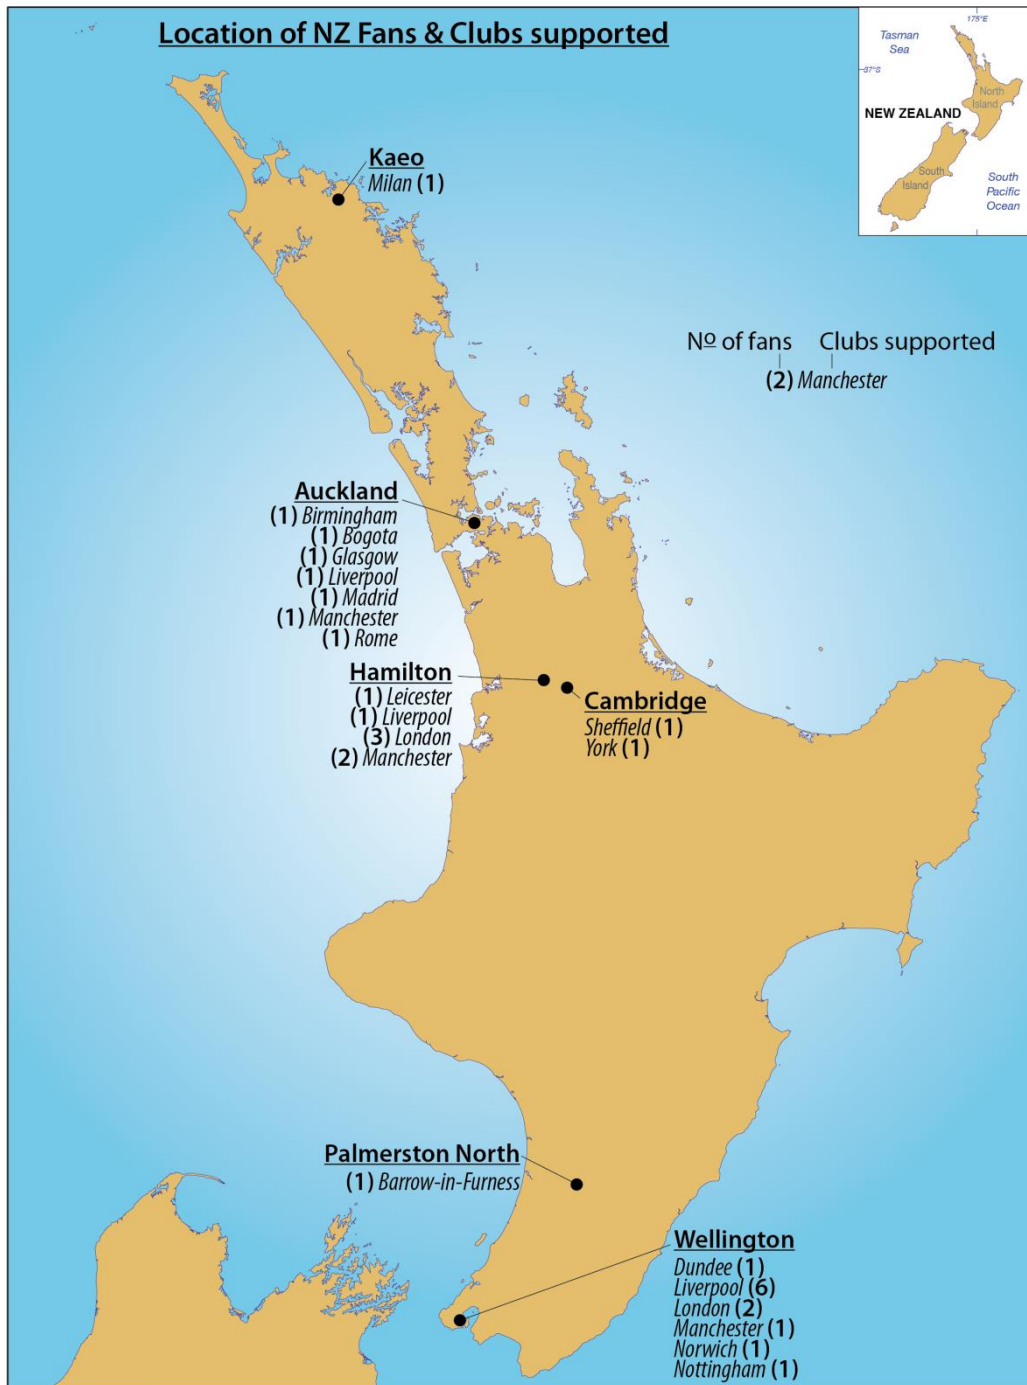 Location of NZ Fans & Clubs supported
175°E
Tasman
Sea
37°S
North
Island
NEW ZEALAND
South
Island
South
Pacific
Ocean
Kaeo
Milan (1)
Nº of fans Clubs supported
(2) Manchester
Auckland
(1) Birmingham
(1) Bogota
(1) Glasgow
(1) Liverpool
(1) Madrid
(1) Manchester
(1) Rome
Hamilton
(1) Leicester
(1) Liverpool
(3) London
(2) Manchester
Cambridge
Sheffield (1)
York (1)
Palmerston North
(1) Barrow-in-Furness
Wellington
Dundee (1)
Liverpool (6)
London (2)
Manchester (1)
Norwich (1)
Nottingham (1)